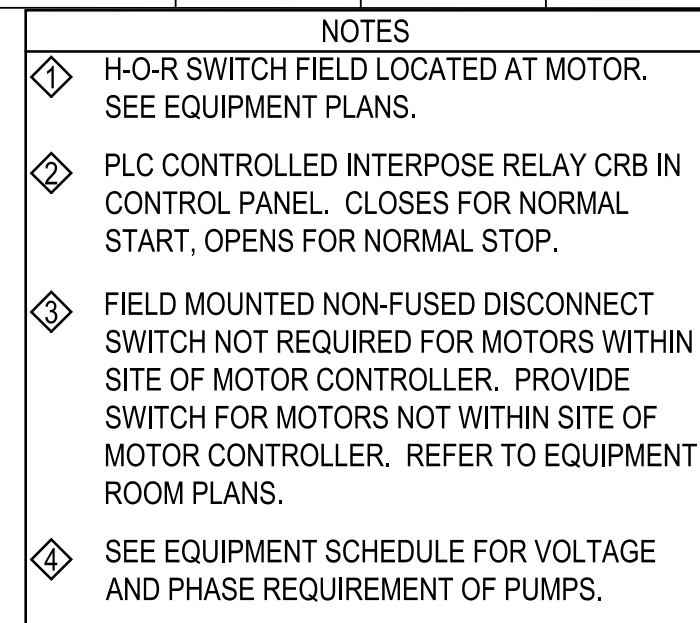 NOTES
1 H-O-R SWITCH FIELD LOCATED AT MOTOR.
SEE EQUIPMENT PLANS.
2 PLC CONTROLLED INTERPOSE RELAY CRB IN
CONTROL PANEL. CLOSES FOR NORMAL
START, OPENS FOR NORMAL STOP.
3 FIELD MOUNTED NON-FUSED DISCONNECT
SWITCH NOT REQUIRED FOR MOTORS WITHIN
SITE OF MOTOR CONTROLLER. PROVIDE
SWITCH FOR MOTORS NOT WITHIN SITE OF
MOTOR CONTROLLER. REFER TO EQUIPMENT
ROOM PLANS.
4 SEE EQUIPMENT SCHEDULE FOR VOLTAGE
AND PHASE REQUIREMENT OF PUMPS.